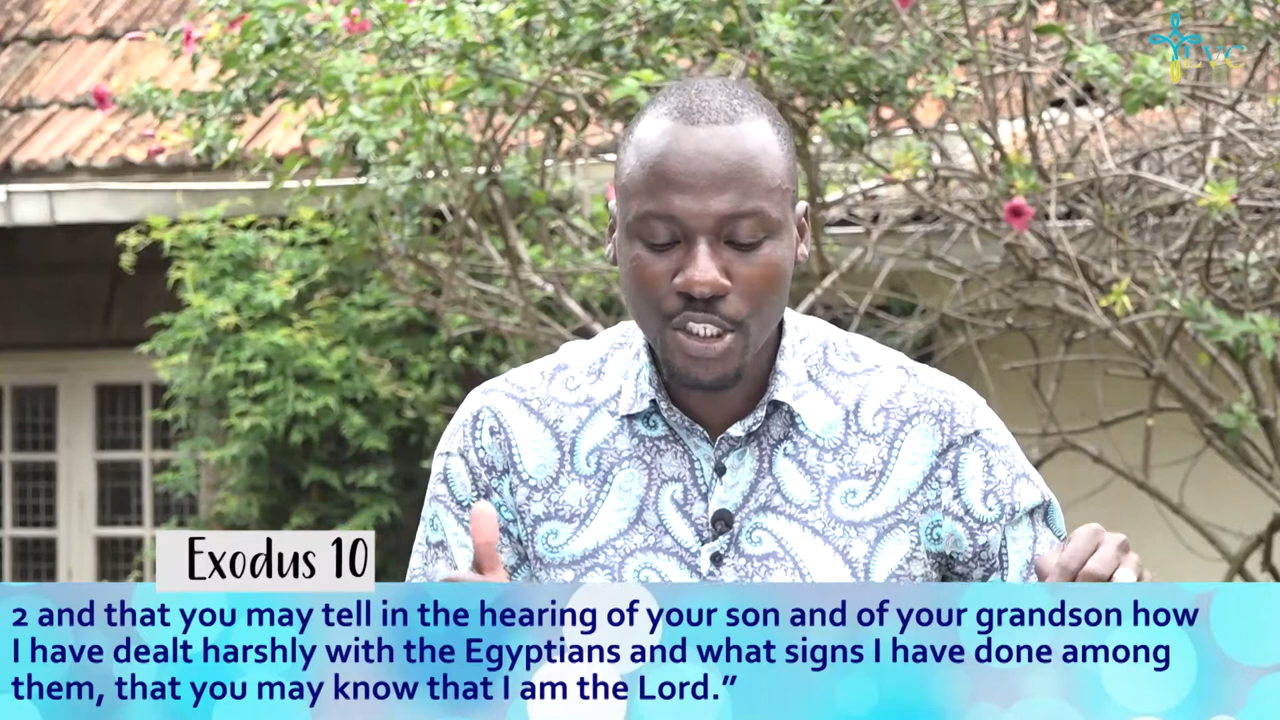 LVC
Exodus 10
2 and that you may tell in the hearing of your son and of your grandson how
I have dealt harshly with the Egyptians and what signs I have done among
them, that you may know that I am the Lord.”